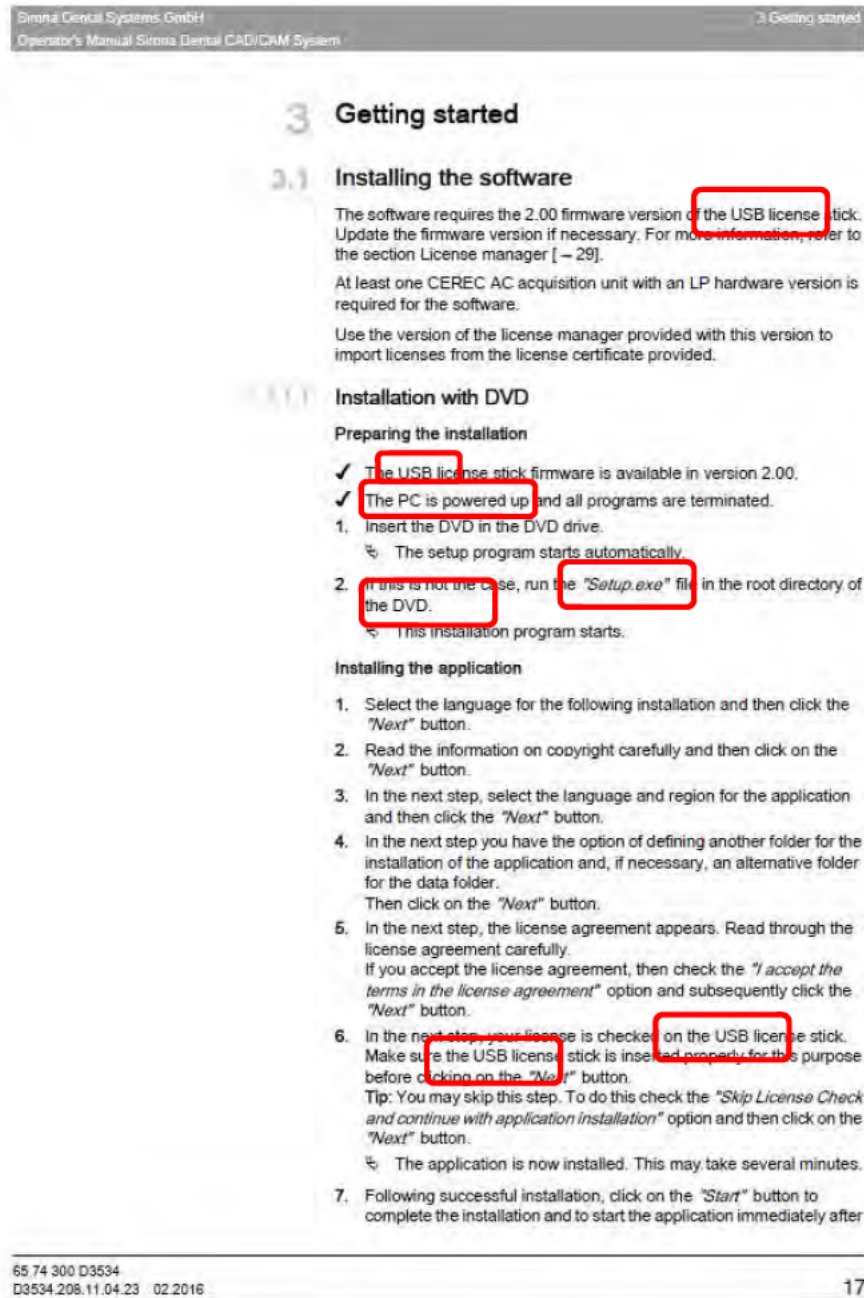 Sirona Dental Systems GmbH
3 Getting started
Operator's Manual Sirona Dental CAD/CAM System
3 Getting started
3.1 Installing the software
The software requires the 2.00 firmware version of the USB license stick.
Update the firmware version if necessary. For more information, refer to
the section License manager [ → 29].
At least one CEREC AC acquisition unit with an LP hardware version is
required for the software.
Use the version of the license manager provided with this version to
import licenses from the license certificate provided.
3.1.1.1 Installation with DVD
Preparing the installation
✓ The USB license stick firmware is available in version 2.00.
✓ The PC is powered up and all programs are terminated.
1. Insert the DVD in the DVD drive.
The setup program starts automatically.
2. If this is not the case, run the "Setup.exe" file in the root directory of
the DVD.
This installation program starts.
Installing the application
1. Select the language for the following installation and then click the
"Next" button.
2. Read the information on copyright carefully and then click on the
"Next" button.
3. In the next step, select the language and region for the application
and then click the "Next" button.
4. In the next step you have the option of defining another folder for the
installation of the application and, if necessary, an alternative folder
for the data folder.
Then click on the "Next" button.
5. In the next step, the license agreement appears. Read through the
license agreement carefully.
If you accept the license agreement, then check the "I accept the
terms in the license agreement" option and subsequently click the
"Next" button.
6. In the next step, your license is checked on the USB license stick.
Make sure the USB license stick is inserted properly for this purpose
before clicking on the "Next" button.
Tip: You may skip this step. To do this check the "Skip License Check
and continue with application installation" option and then click on the
"Next" button.
The application is now installed. This may take several minutes.
7. Following successful installation, click on the "Start" button to
complete the installation and to start the application immediately after
65 74 300 D3534
D3534.208.11.04.23 02.2016
17